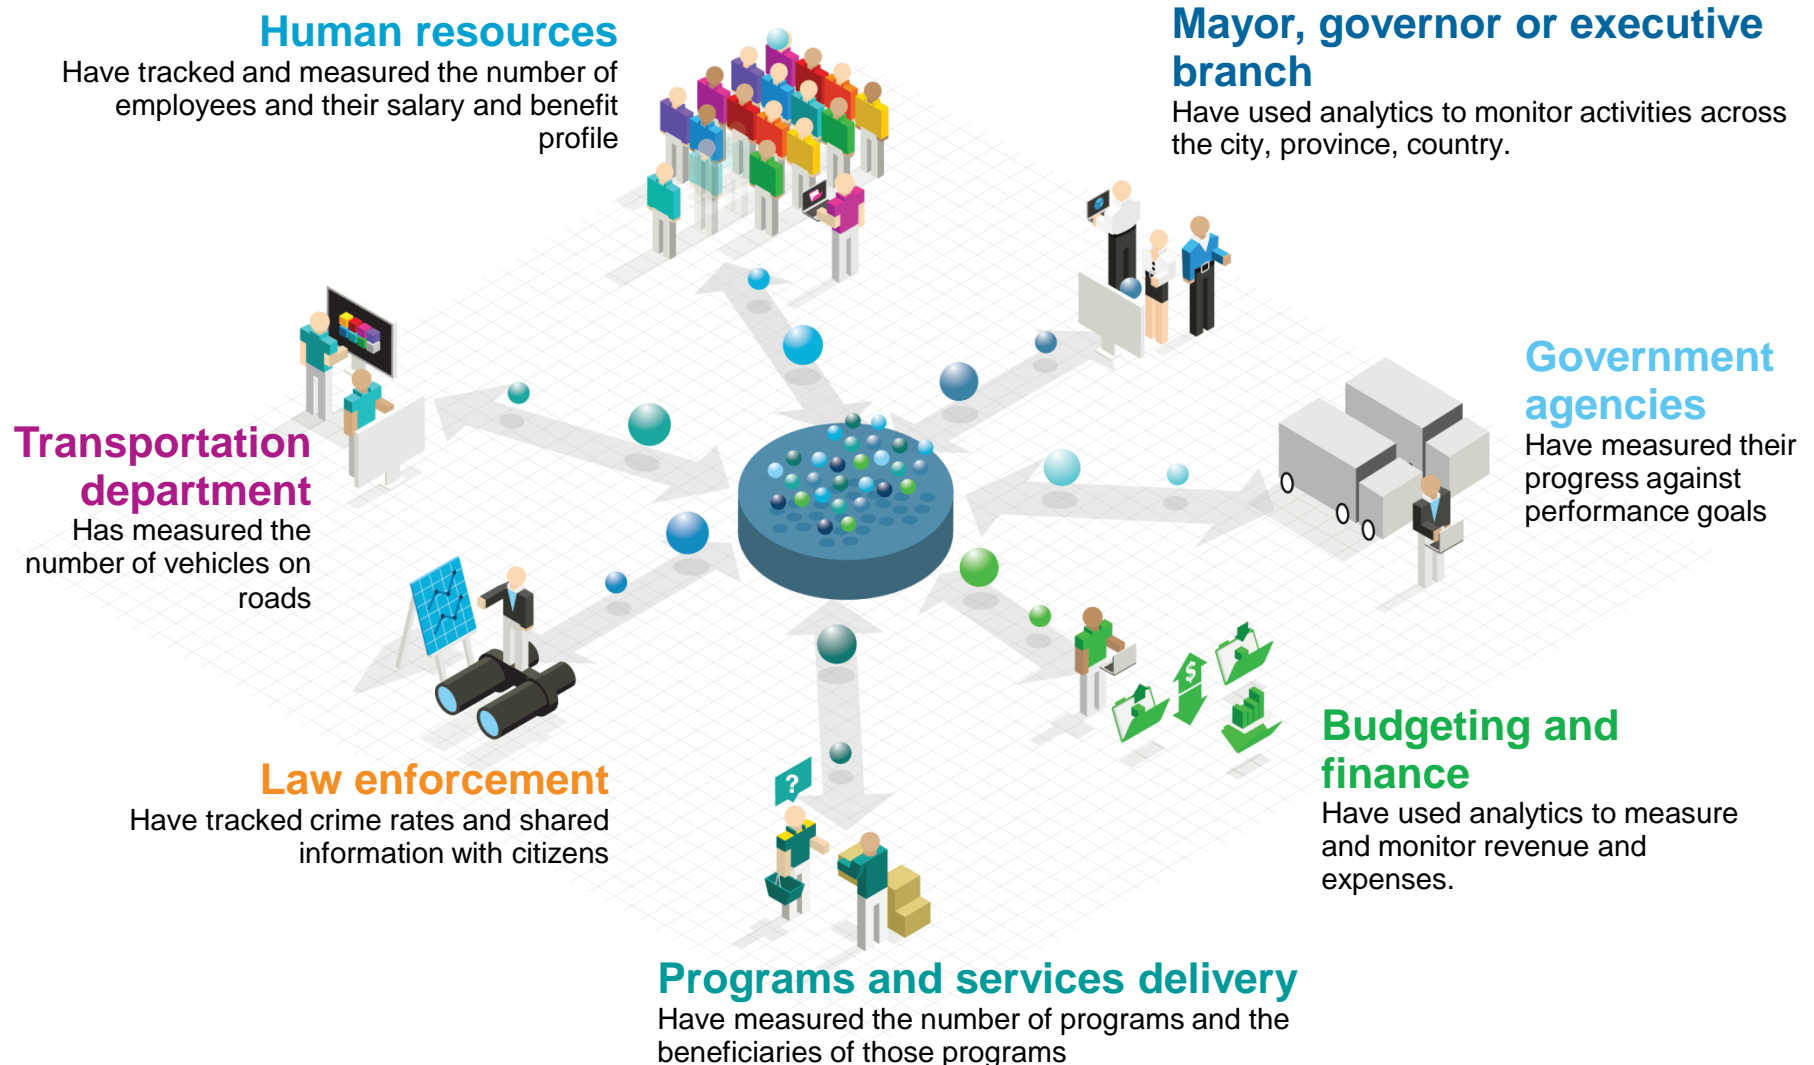 Human resources
Have tracked and measured the number of
employees and their salary and benefit
profile
Mayor, governor or executive
branch
Have used analytics to monitor activities across
the city, province, country.
Government
agencies
Have measured their
progress against
performance goals
Transportation
department
Has measured the
number of vehicles on
roads
$
Budgeting and
finance
Have used analytics to measure
and monitor revenue and
expenses.
Law enforcement
Have tracked crime rates and shared
information with citizens
?
Programs and services delivery
Have measured the number of programs and the
beneficiaries of those programs